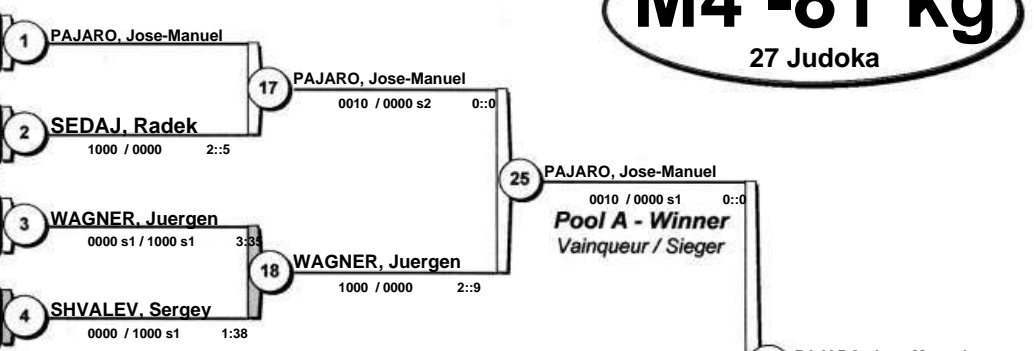 M4 -81 kg
27 Judoka
1
PAJARO, Jose-Manuel
17
PAJARO, Jose-Manuel
0010 / 0000 s2 0::0
2
SEDAJ, Radek
1000 / 0000 2::5
25
PAJARO, Jose-Manuel
0010 / 0000 s1 0::0
Pool A - Winner
Vainqueur / Sieger
3
WAGNER, Juergen
0000 s1 / 1000 s1 3:35
18
WAGNER, Juergen
1000 / 0000 2::9
4
SHVALEV, Sergey
0000 / 1000 s1 1:38